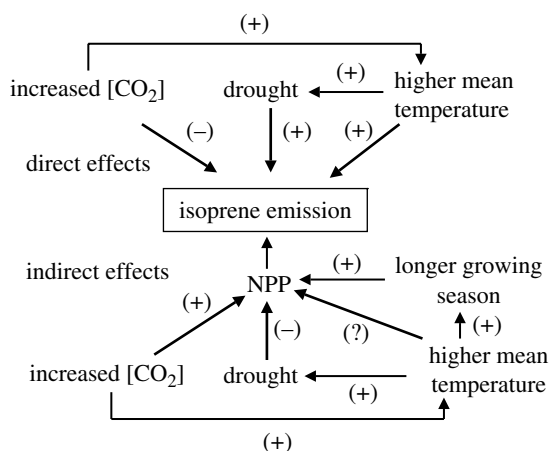 (+)
increased [CO₂]
drought
(+)
higher mean
temperature
(–)
(+)
(+)
direct effects
isoprene emission
indirect effects
NPP
(+)
longer growing
season
(+)
(–)
(?)
(+)
increased [CO₂]
drought
(+)
higher mean
temperature
(+)